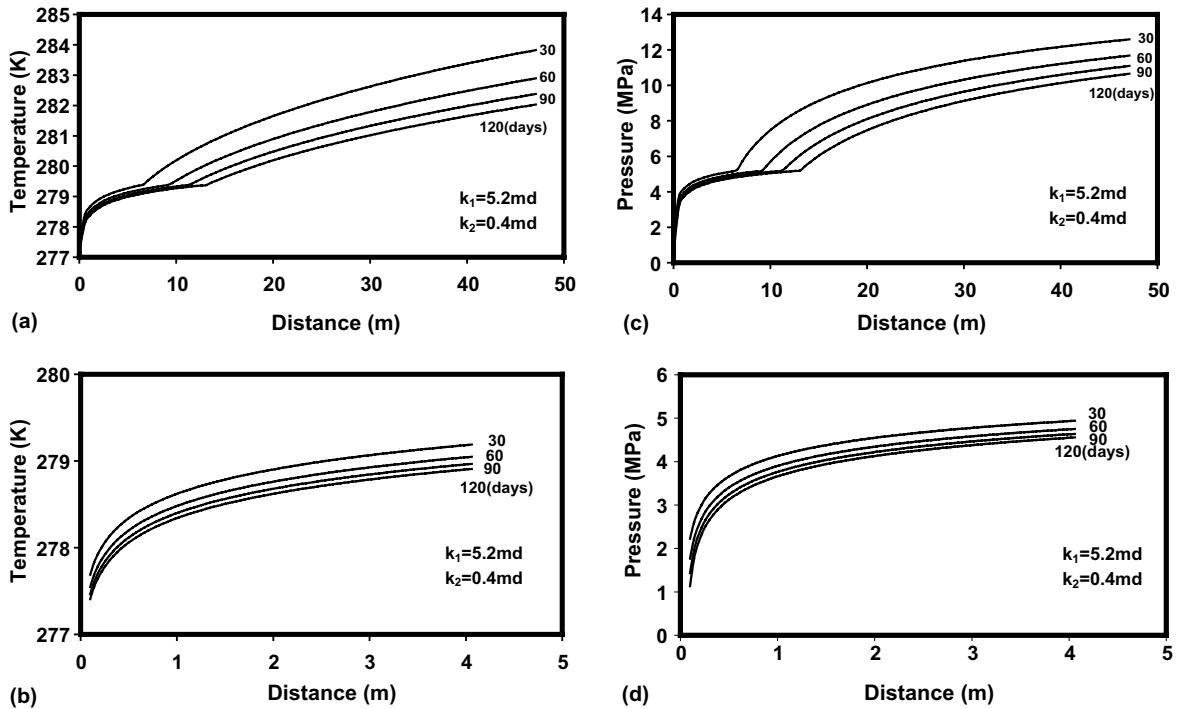 285
284
283
282
281
280
279
278
277
Temperature (K)
30
60
90
120(days)
k₁=5.2md
k₂=0.4md
0 10 20 30 40 50
(a) Distance (m)
14
12
10
8
6
4
2
0
Pressure (MPa)
30
60
90
120(days)
k₁=5.2md
k₂=0.4md
0 10 20 30 40 50
(c) Distance (m)
280
279
278
277
Temperature (K)
30
60
90
120(days)
k₁=5.2md
k₂=0.4md
0 1 2 3 4 5
(b) Distance (m)
6
5
4
3
2
1
0
Pressure (MPa)
30
60
90
120(days)
k₁=5.2md
k₂=0.4md
0 1 2 3 4 5
(d) Distance (m)